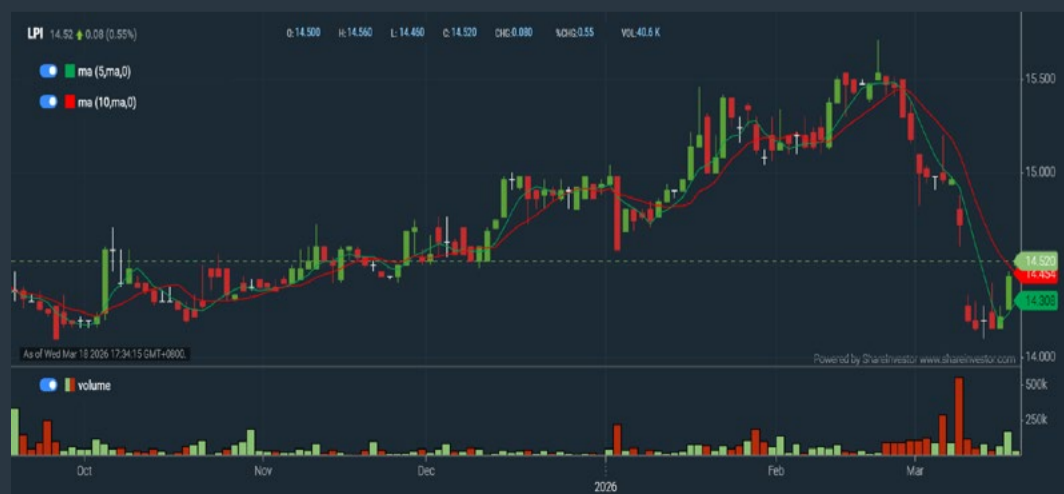 LPI 14.52 0.08 (0.55%) O:14.500 H:14.560 L:14.460 C:14.520 CHG:0.080 %CHG:0.55 VOL:40.6 K
ma (5,ma,0)
ma (10,ma,0)
15.500
15.000
14.520
14.454
14.308
14.000
As of Wed Mar 18 2026 17:34:15 GMT+0800.
Powered by ShareInvestor www.shareinvestor.com
volume
500k
250k
Oct Nov Dec Feb Mar
2026